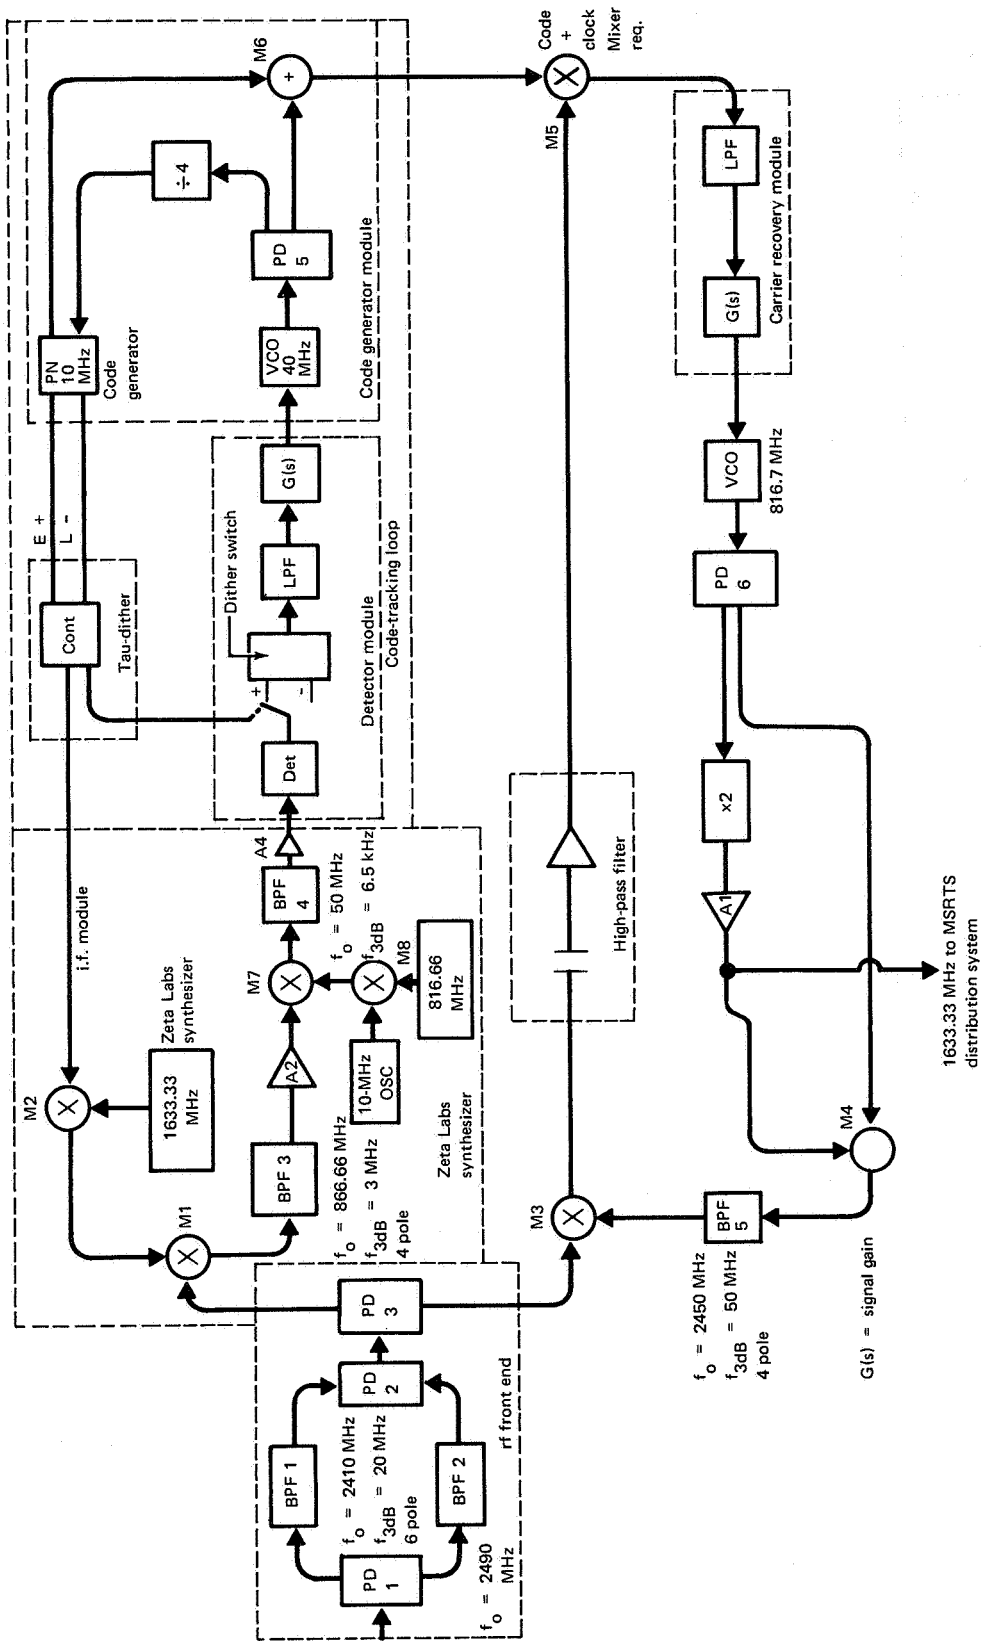 PD
1
BPF 1
f₀ = 2410 MHz
f3dB = 20 MHz
6 pole
BPF 2
f₀ = 2490
MHz
PD
2
PD
3
rf front end
M1
M2
1633.33
MHz
Zeta Labs
synthesizer
i.f. module
BPF 3
f₀ = 866.66 MHz
f3dB = 3 MHz
4 pole
A2
M7
10-MHz
OSC
M8
816.66
MHz
Zeta Labs
synthesizer
BPF
4
f₀ = 50 MHz
f3dB = 6.5 kHz
A4
Det
+
-
Dither switch
LPF
G(s)
Detector module
Code-tracking loop
Cont
Tau-dither
E +
L -
PN
10
MHz
Code
generator
VCO
40
MHz
PD
5
÷4
M6
+
Code generator module
M3
High-pass filter
M5
Code
+
clock
Mixer
req.
LPF
G(s)
Carrier recovery module
VCO
816.7 MHz
PD
6
x2
A1
1633.33 MHz to MSRTS
distribution system
M4
BPF
5
f₀ = 2450 MHz
f3dB = 50 MHz
4 pole
G(s) = signal gain